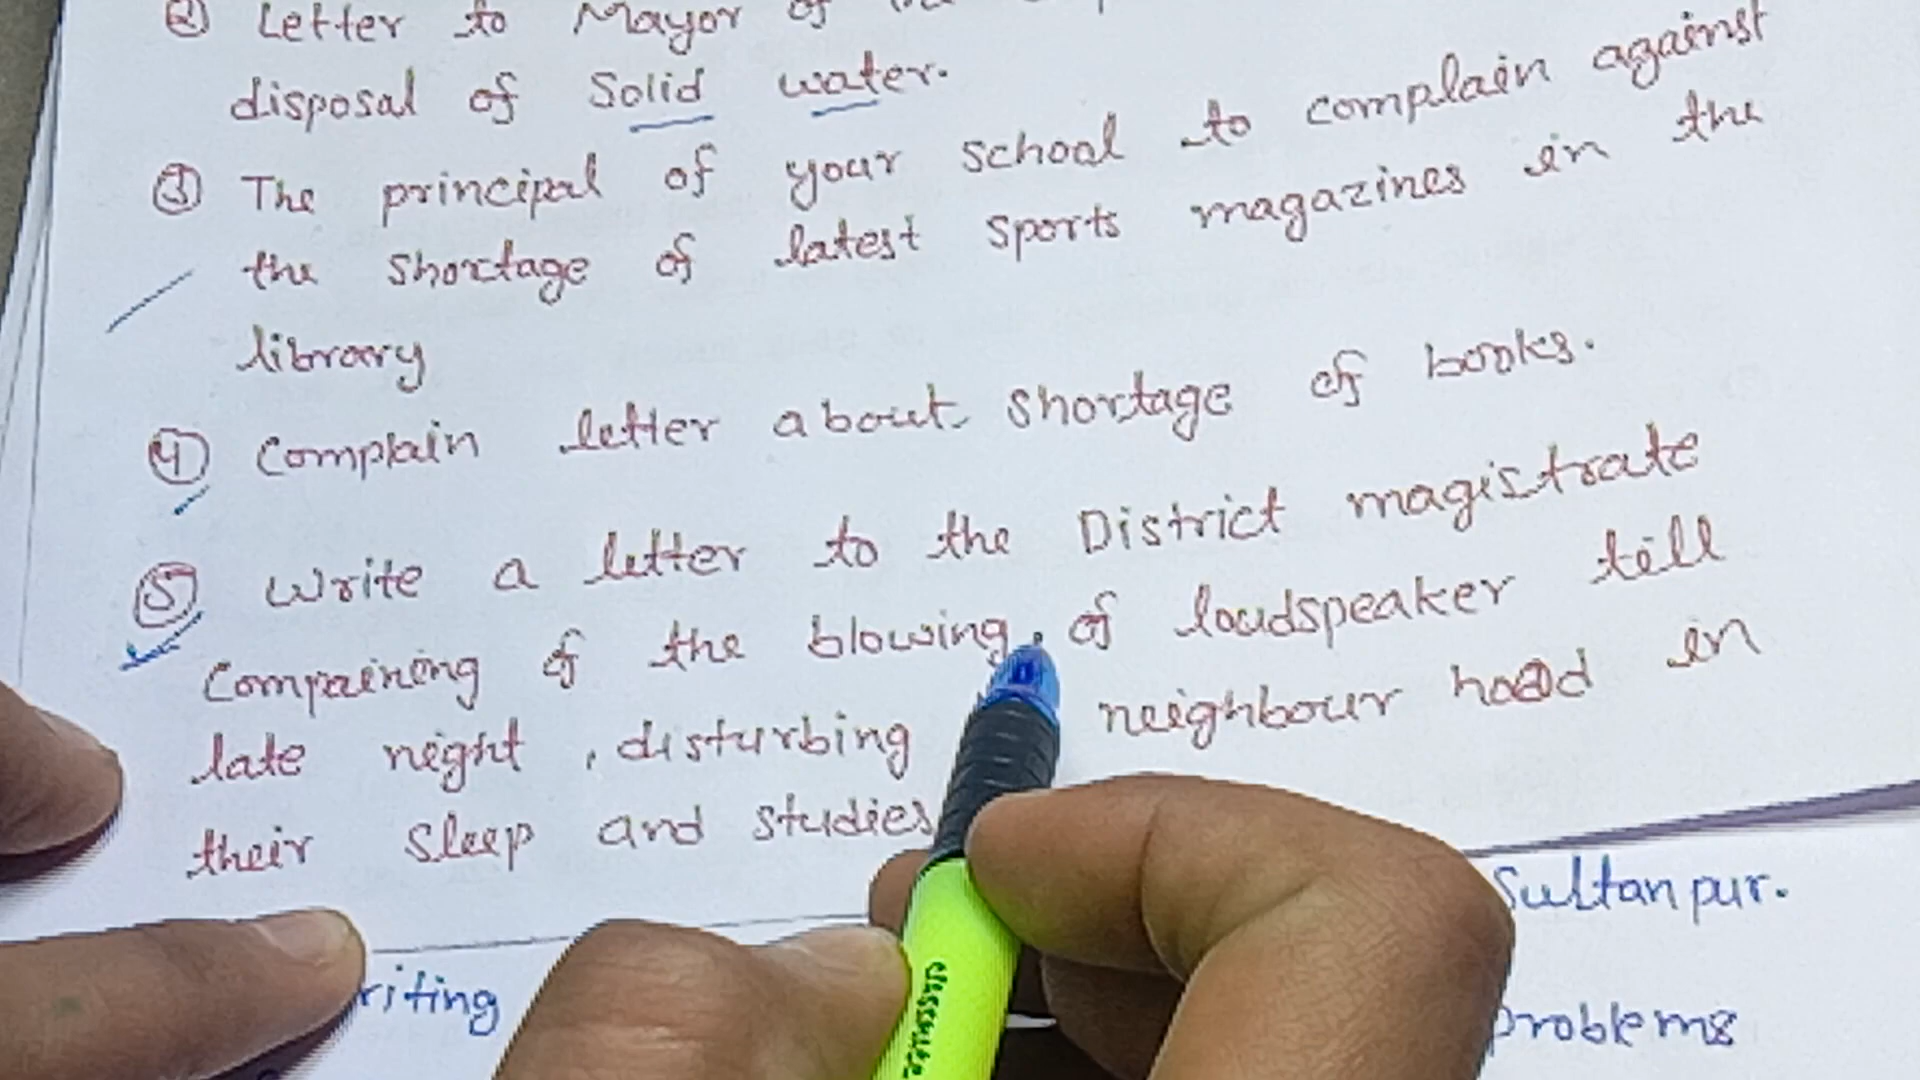 ② Letter to Mayor of
disposal of Solid water.
③ The principal of your school to complain against
the shortage of latest sports magazines in the
library
④ Complain letter about shortage of books.
⑤ Write a letter to the District magistrate
Compaining of the blowing of loudspeaker till
late night, disturbing neighbour hood in
their sleep and studies
Sultanpur.
riting
problems
classmate